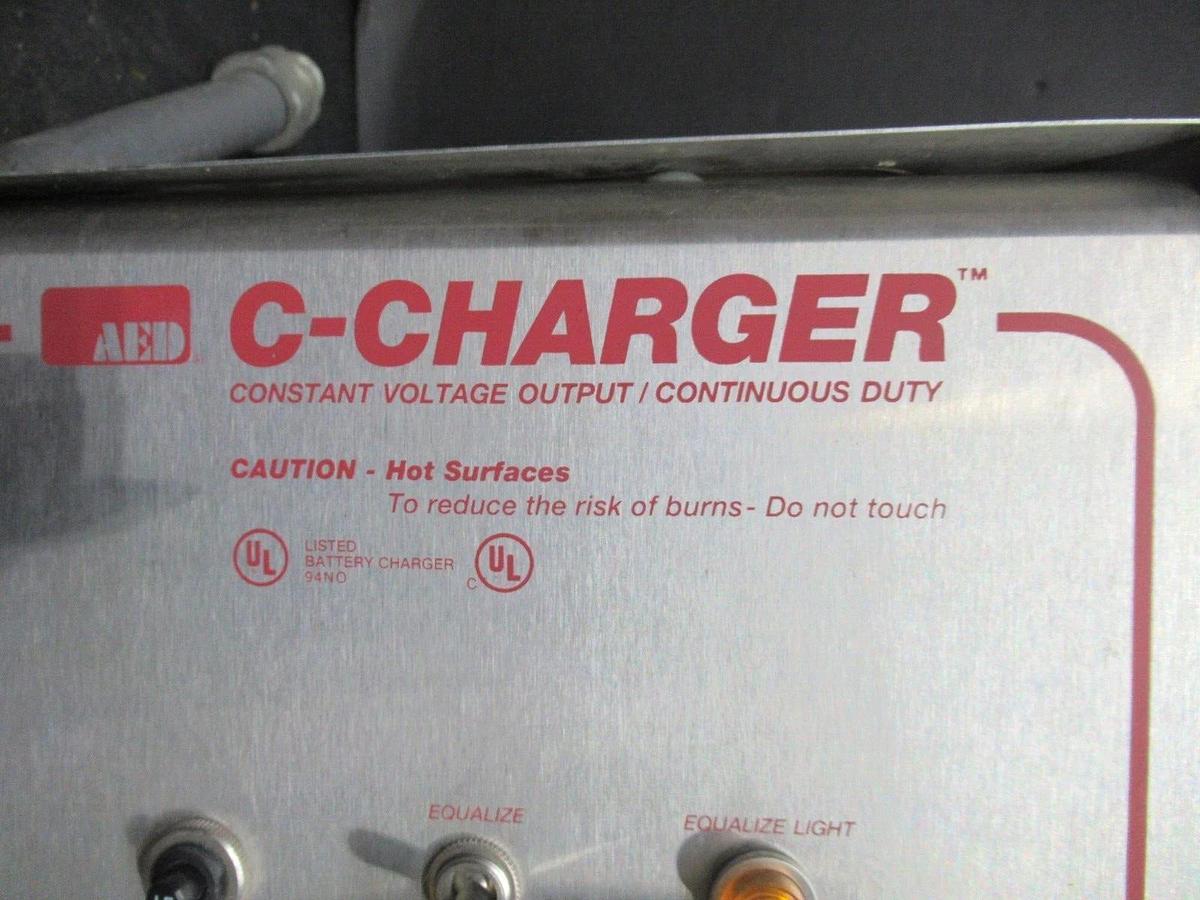 AED C-CHARGER™
CONSTANT VOLTAGE OUTPUT / CONTINUOUS DUTY
CAUTION - Hot Surfaces
To reduce the risk of burns - Do not touch
UL LISTED
BATTERY CHARGER
94NO
C UL
EQUALIZE
EQUALIZE LIGHT